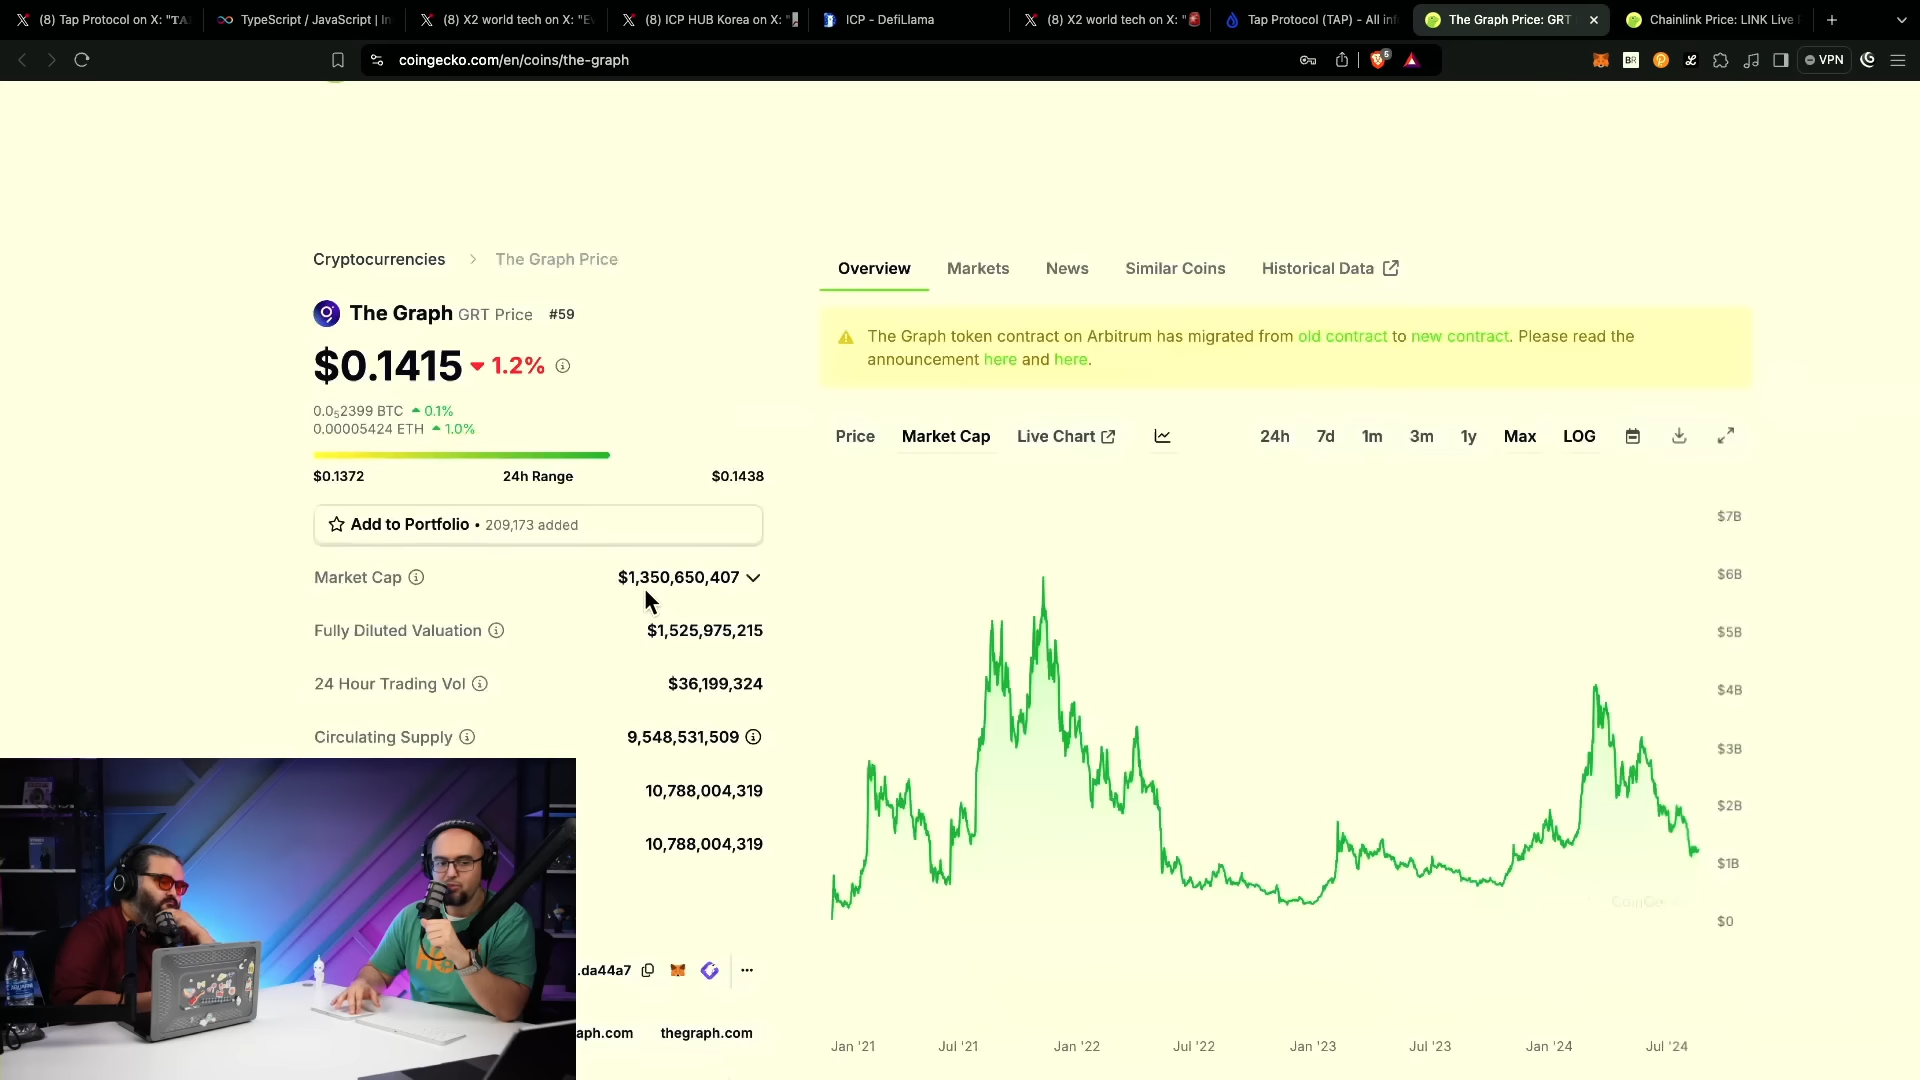 (8) Tap Protocol on X: "TA
TypeScript / JavaScript | In
(8) X2 world tech on X: "Ev
(8) ICP HUB Korea on X: "
ICP - DefiLlama
(8) X2 world tech on X: "🚨
Tap Protocol (TAP) - All inf
The Graph Price: GRT
Chainlink Price: LINK Live
coingecko.com/en/coins/the-graph
5
BR
VPN
Cryptocurrencies > The Graph Price
The Graph GRT Price #59
$0.1415 1.2%
0.0₅2399 BTC 0.1%
0.00005424 ETH 1.0%
$0.1372 24h Range $0.1438
Add to Portfolio • 209,173 added
Market Cap $1,350,650,407
Fully Diluted Valuation $1,525,975,215
24 Hour Trading Vol $36,199,324
Circulating Supply 9,548,531,509
10,788,004,319
10,788,004,319
.da44a7
aph.com thegraph.com
Overview Markets News Similar Coins Historical Data
The Graph token contract on Arbitrum has migrated from old contract to new contract. Please read the
announcement here and here.
Price Market Cap Live Chart 24h 7d 1m 3m 1y Max LOG
$7B
$6B
$5B
$4B
$3B
$2B
$1B
$0
Jan '21 Jul '21 Jan '22 Jul '22 Jan '23 Jul '23 Jan '24 Jul '24